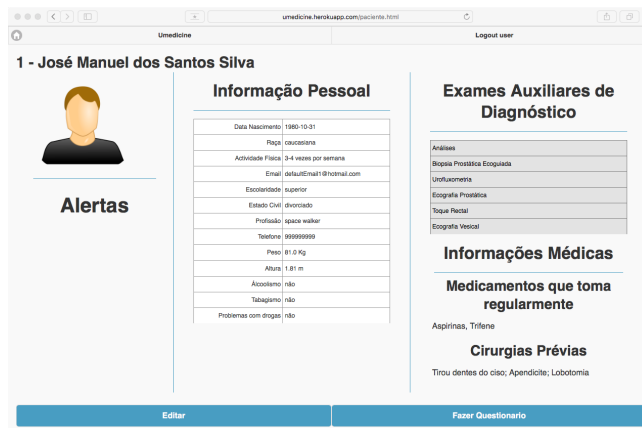 umedicine.herokuapp.com/paciente.html
Umedicine
Logout user
1 - José Manuel dos Santos Silva
Alertas
Informação Pessoal
Data Nascimento 1980-10-31
Raça caucasiana
Actividade Física 3-4 vezes por semana
Email defaultEmail1@hotmail.com
Escolaridade superior
Estado Civil divorciado
Profissão space walker
Telefone 999999999
Peso 81.0 Kg
Altura 1.81 m
Álcoolismo não
Tabagismo não
Problemas com drogas não
Exames Auxiliares de
Diagnóstico
Análises
Biopsia Prostática Ecoguiada
Urofluxometria
Ecografia Prostática
Toque Rectal
Ecografia Vesical
Informações Médicas
Medicamentos que toma
regularmente
Aspirinas, Trifene
Cirurgias Prévias
Tirou dentes do ciso; Apendicite; Lobotomia
Editar
Fazer Questionario